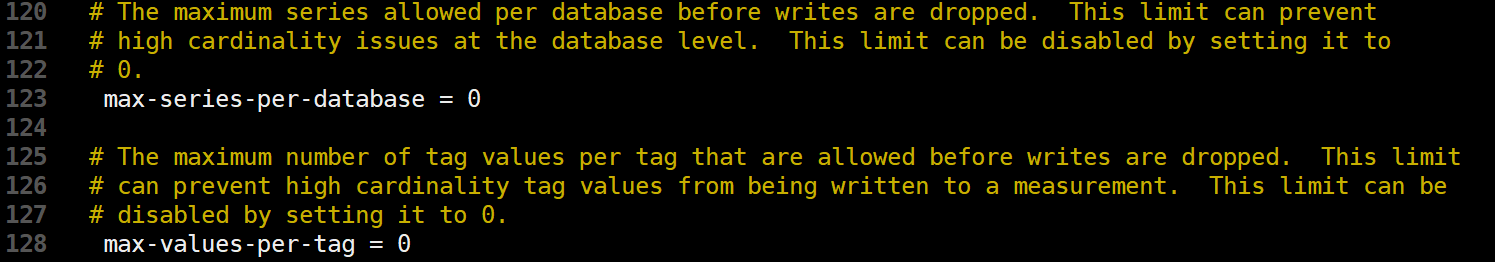 120 # The maximum series allowed per database before writes are dropped.  This limit can prevent
121 # high cardinality issues at the database level.  This limit can be disabled by setting it to
122 # 0.
123 max-series-per-database = 0
124
125 # The maximum number of tag values per tag that are allowed before writes are dropped.  This limit
126 # can prevent high cardinality tag values from being written to a measurement.  This limit can be
127 # disabled by setting it to 0.
128 max-values-per-tag = 0